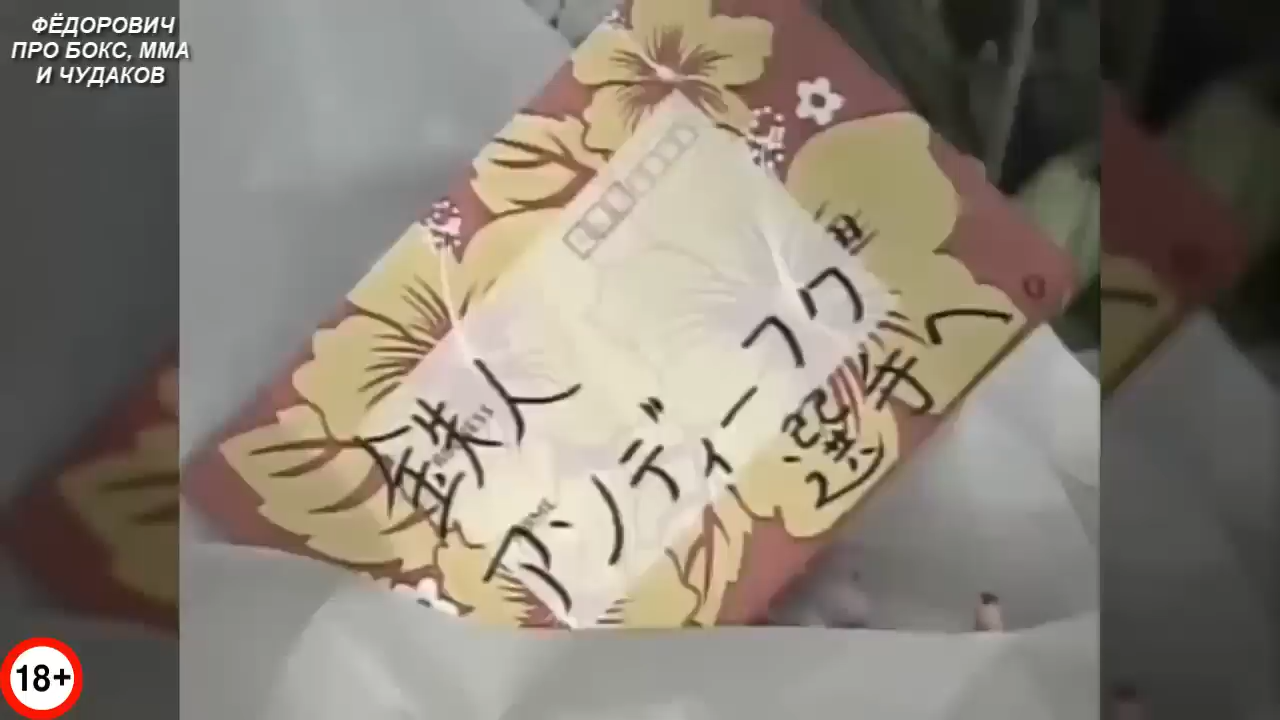 ФЁДОРОВИЧ
ПРО БОКС, ММА
И ЧУДАКОВ
鉄人
アンディーフグ
選手へ
18+